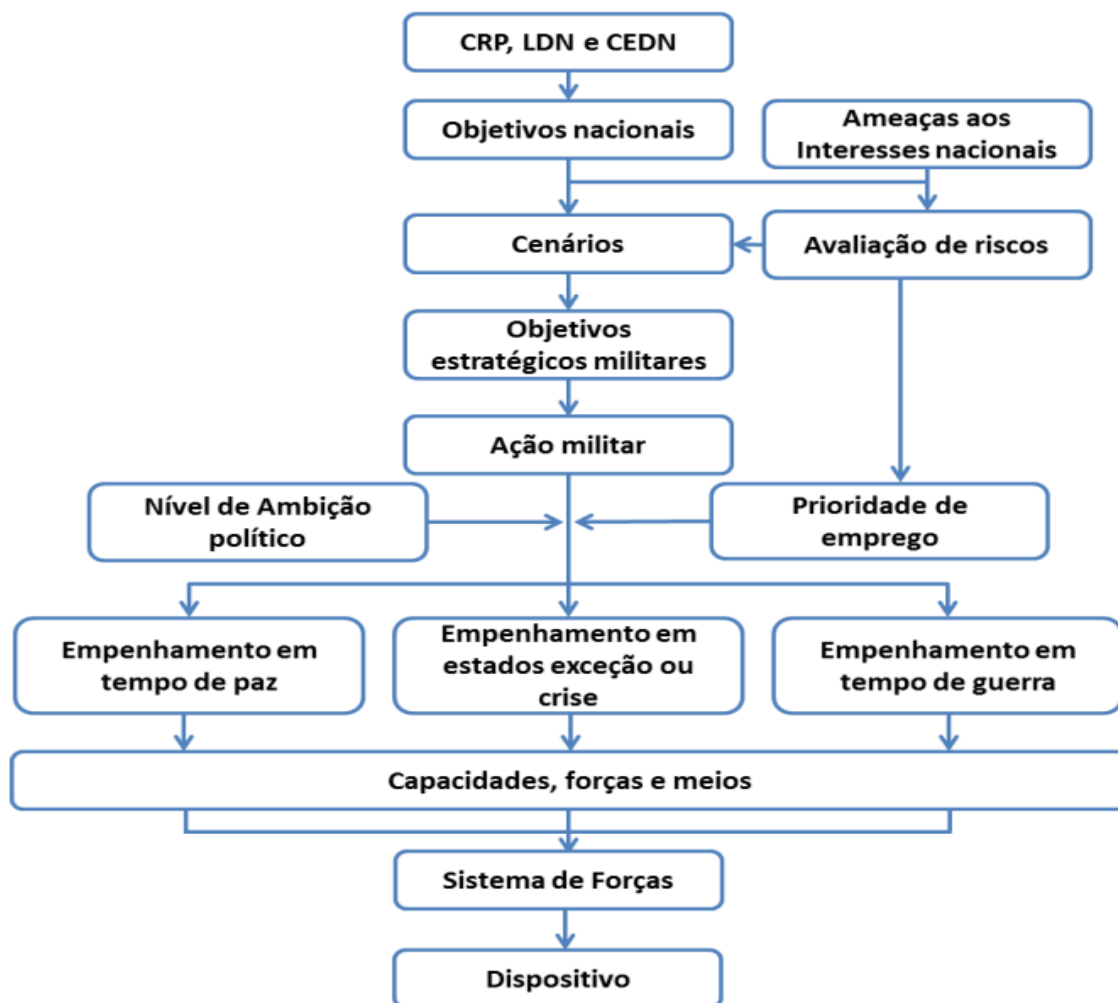 CRP, LDN e CEDN
Objetivos nacionais
Ameaças aos
Interesses nacionais
Cenários
Avaliação de riscos
Objetivos
estratégicos militares
Ação militar
Nível de Ambição
político
Prioridade de
emprego
Empenhamento em
tempo de paz
Empenhamento em
estados exceção ou
crise
Empenhamento em
tempo de guerra
Capacidades, forças e meios
Sistema de Forças
Dispositivo